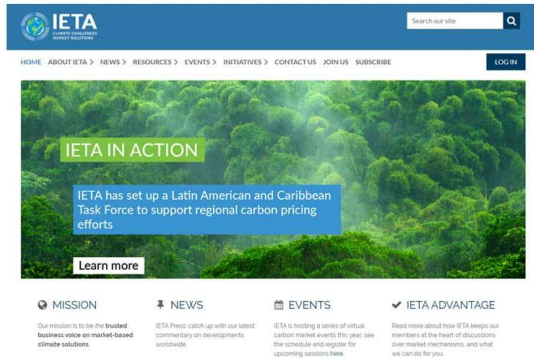 IETA
CLIMATE CHALLENGES
MARKET SOLUTIONS
Search our site
HOME ABOUT IETA > NEWS > RESOURCES > EVENTS > INITIATIVES > CONTACT US JOIN US SUBSCRIBE
LOG IN
IETA IN ACTION
IETA has set up a Latin American and Caribbean
Task Force to support regional carbon pricing
efforts
Learn more
MISSION
Our mission is to be the trusted
business voice on market-based
climate solutions.
NEWS
IETA Press: catch up with our latest
commentary on developments
worldwide.
EVENTS
IETA is hosting a series of virtual
carbon market events this year; see
the schedule and register for
upcoming sessions here.
IETA ADVANTAGE
Read more about how IETA keeps our
members at the heart of discussions
over market mechanisms, and what
we can do for you.